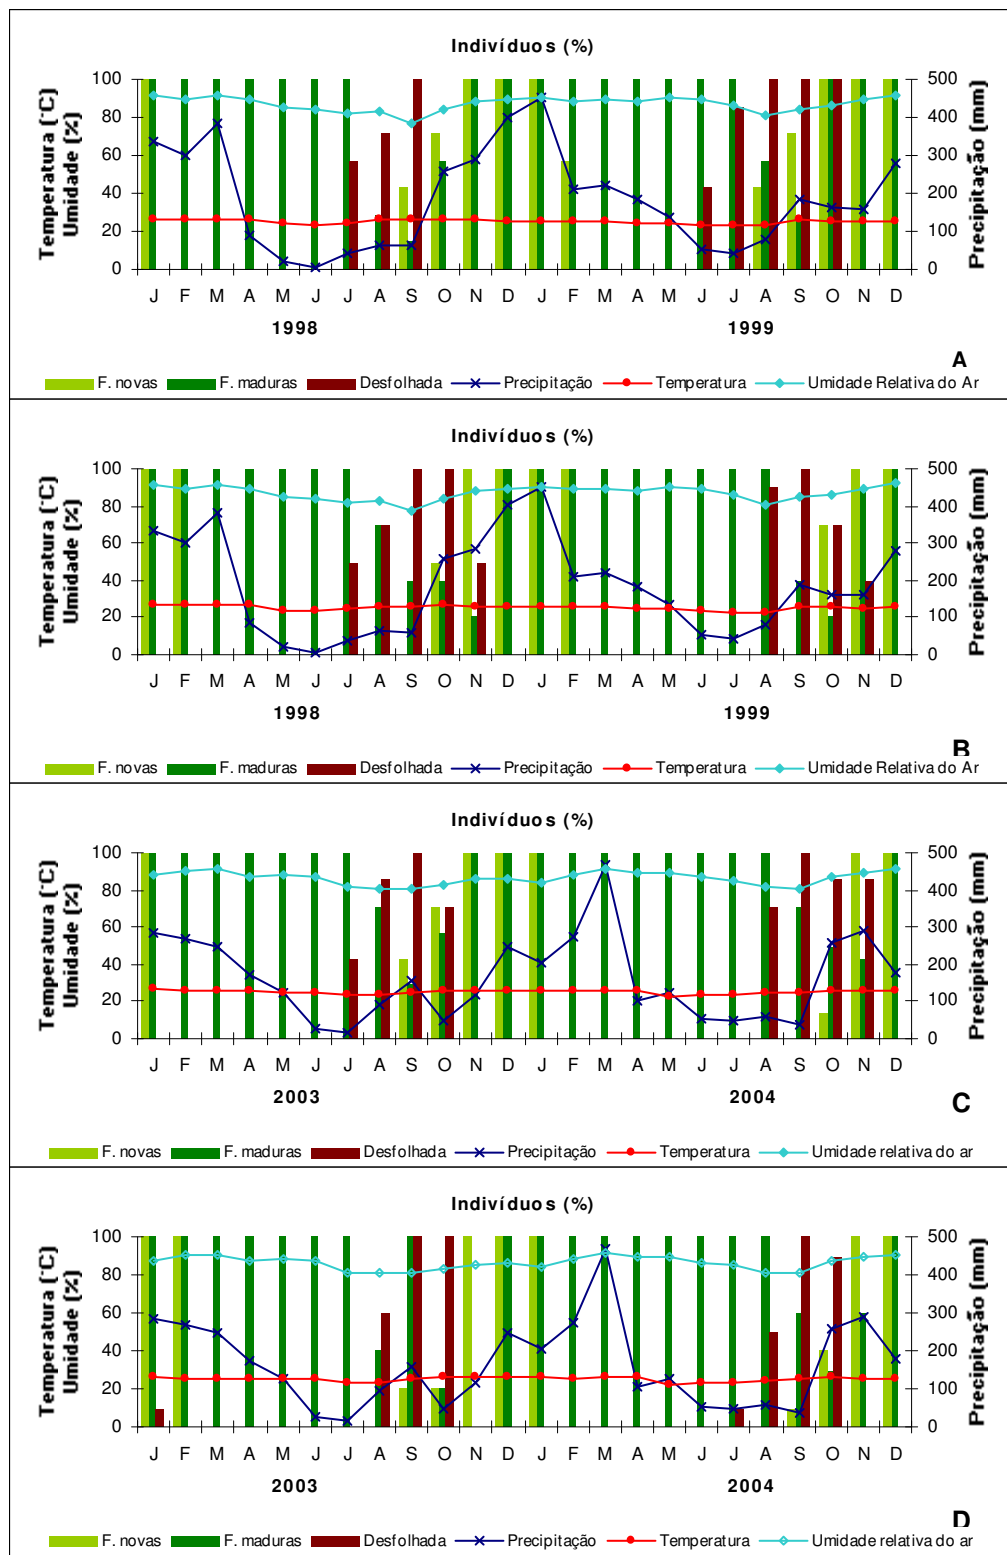 Indivíduos (%)
Temperatura (°C)
Umidade (%)
Precipitação (mm)
100 500
80 400
60 300
40 200
20 100
0 0
J F M A M J J A S O N D J F M A M J J A S O N D
1998 1999
A
F. novas F. maduras Desfolhada Precipitação Temperatura Umidade Relativa do Ar
Indivíduos (%)
Temperatura (°C)
Umidade (%)
Precipitação (mm)
100 500
80 400
60 300
40 200
20 100
0 0
J F M A M J J A S O N D J F M A M J J A S O N D
1998 1999
B
F. novas F. maduras Desfolhada Precipitação Temperatura Umidade Relativa do Ar
Indivíduos (%)
Temperatura (°C)
Umidade (%)
Precipitação (mm)
100 500
80 400
60 300
40 200
20 100
0 0
J F M A M J J A S O N D J F M A M J J A S O N D
2003 2004
C
F. novas F. maduras Desfolhada Precipitação Temperatura Umidade relativa do ar
Indivíduos (%)
Temperatura (°C)
Umidade (%)
Precipitação (mm)
100 500
80 400
60 300
40 200
20 100
0 0
J F M A M J J A S O N D J F M A M J J A S O N D
2003 2004
D
F. novas F. maduras Desfolhada Precipitação Temperatura Umidade relativa do ar